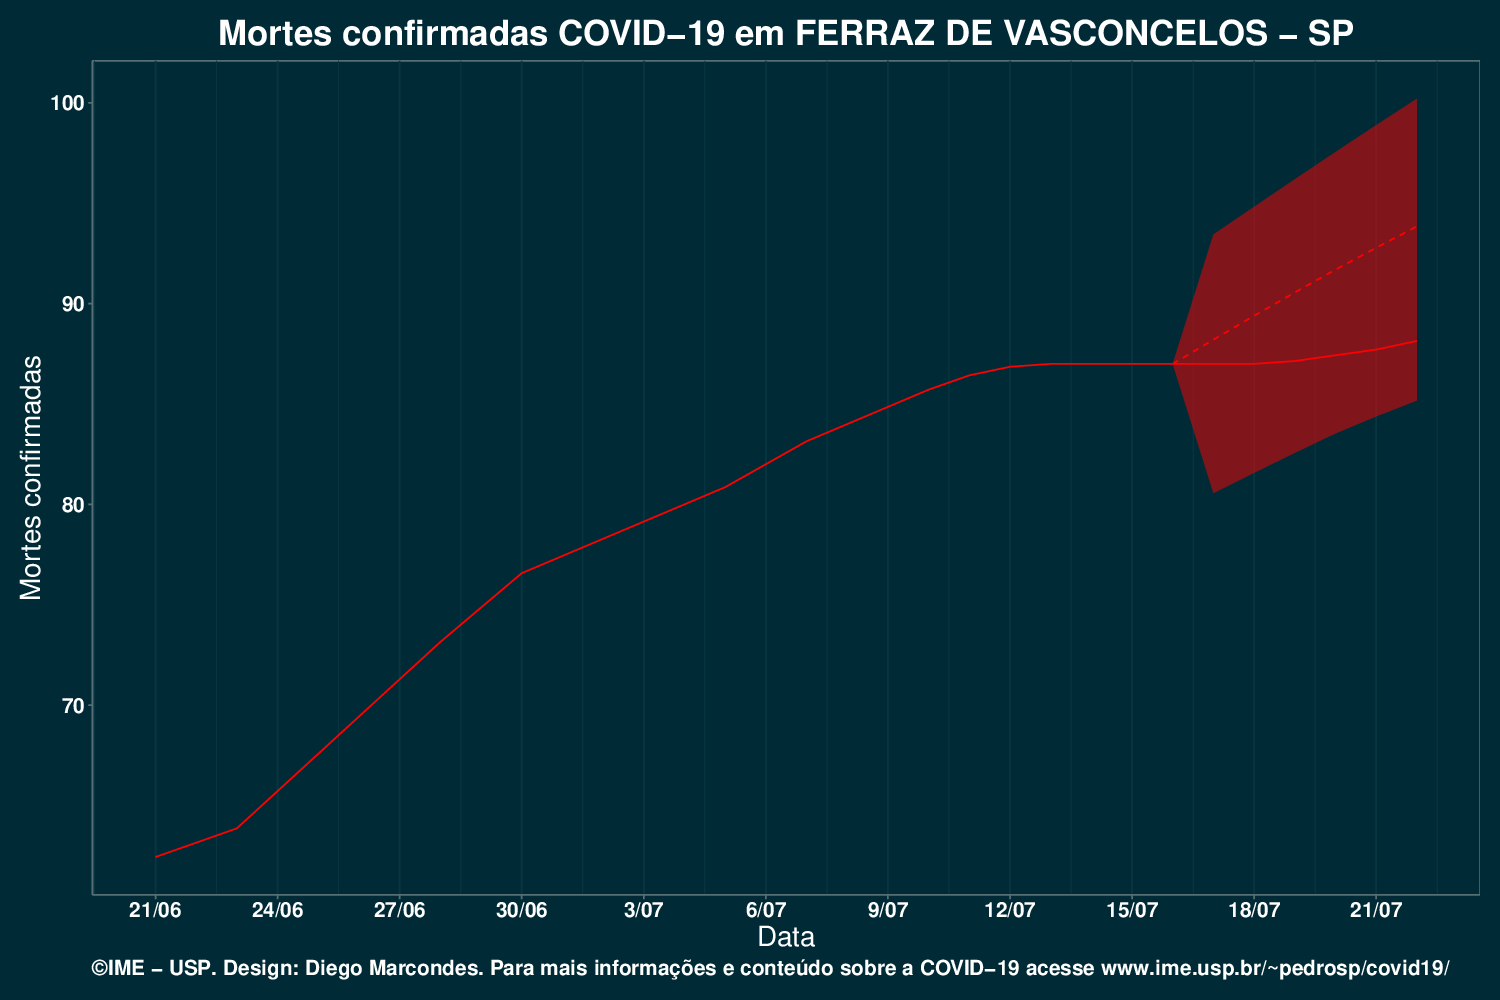 Mortes confirmadas COVID−19 em FERRAZ DE VASCONCELOS − SP
Mortes confirmadas
100
90
80
70
21/06 24/06 27/06 30/06 3/07 6/07 9/07 12/07 15/07 18/07 21/07
Data
©IME − USP. Design: Diego Marcondes. Para mais informações e conteúdo sobre a COVID−19 acesse www.ime.usp.br/~pedrosp/covid19/